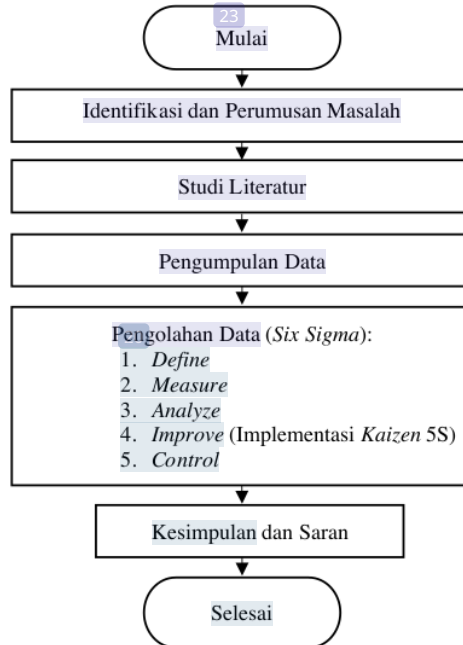 23
Mulai
Identifikasi dan Perumusan Masalah
Studi Literatur
Pengumpulan Data
Pengolahan Data (Six Sigma):
1. Define
2. Measure
3. Analyze
4. Improve (Implementasi Kaizen 5S)
5. Control
Kesimpulan dan Saran
Selesai